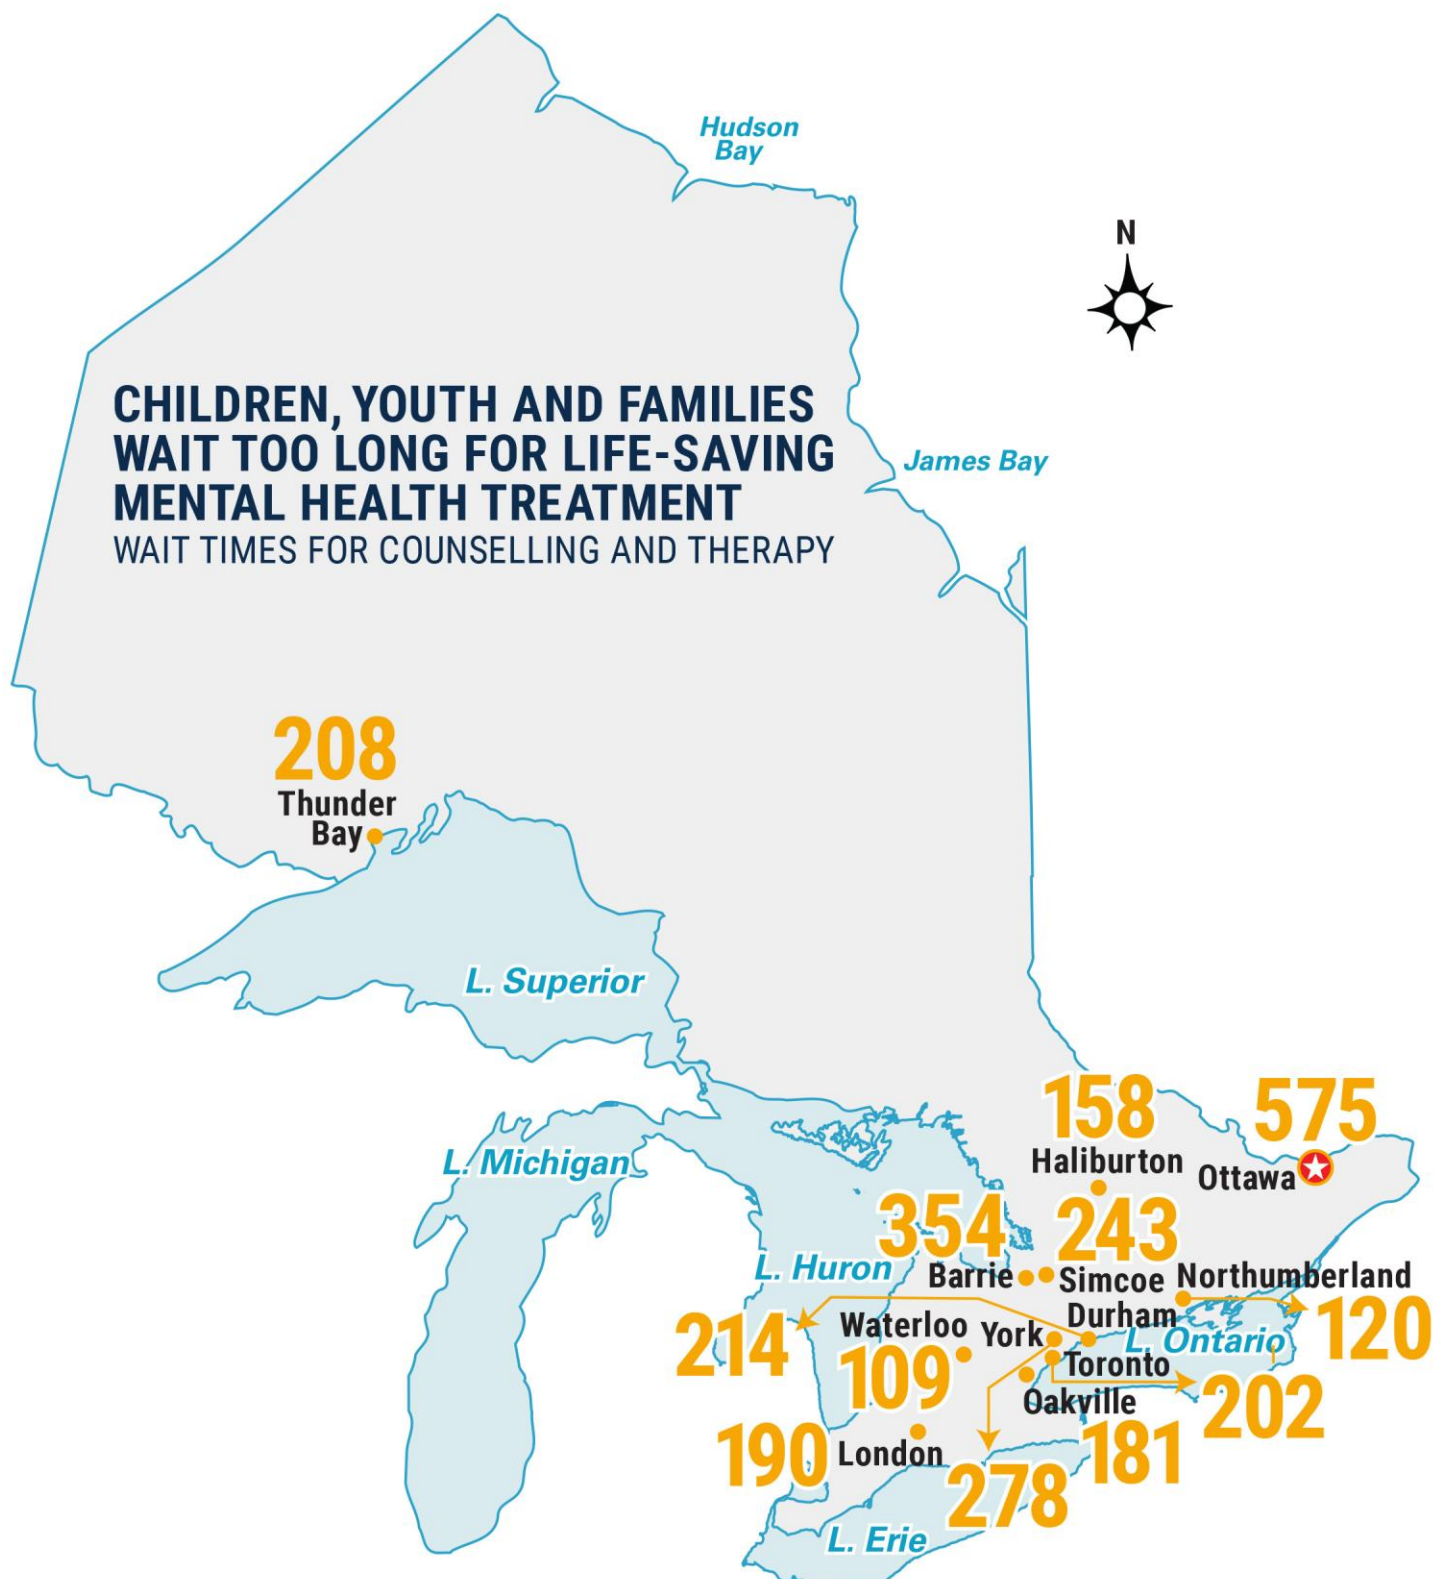 Hudson
Bay
N
CHILDREN, YOUTH AND FAMILIES
WAIT TOO LONG FOR LIFE-SAVING
MENTAL HEALTH TREATMENT
WAIT TIMES FOR COUNSELLING AND THERAPY
James Bay
208
Thunder
Bay
L. Superior
158
Haliburton
575
Ottawa
L. Michigan
354
Barrie
243
Simcoe
Northumberland
120
L. Huron
Durham
214
Waterloo
109
York
L. Ontario
Toronto
202
Oakville
181
190
London
278
L. Erie